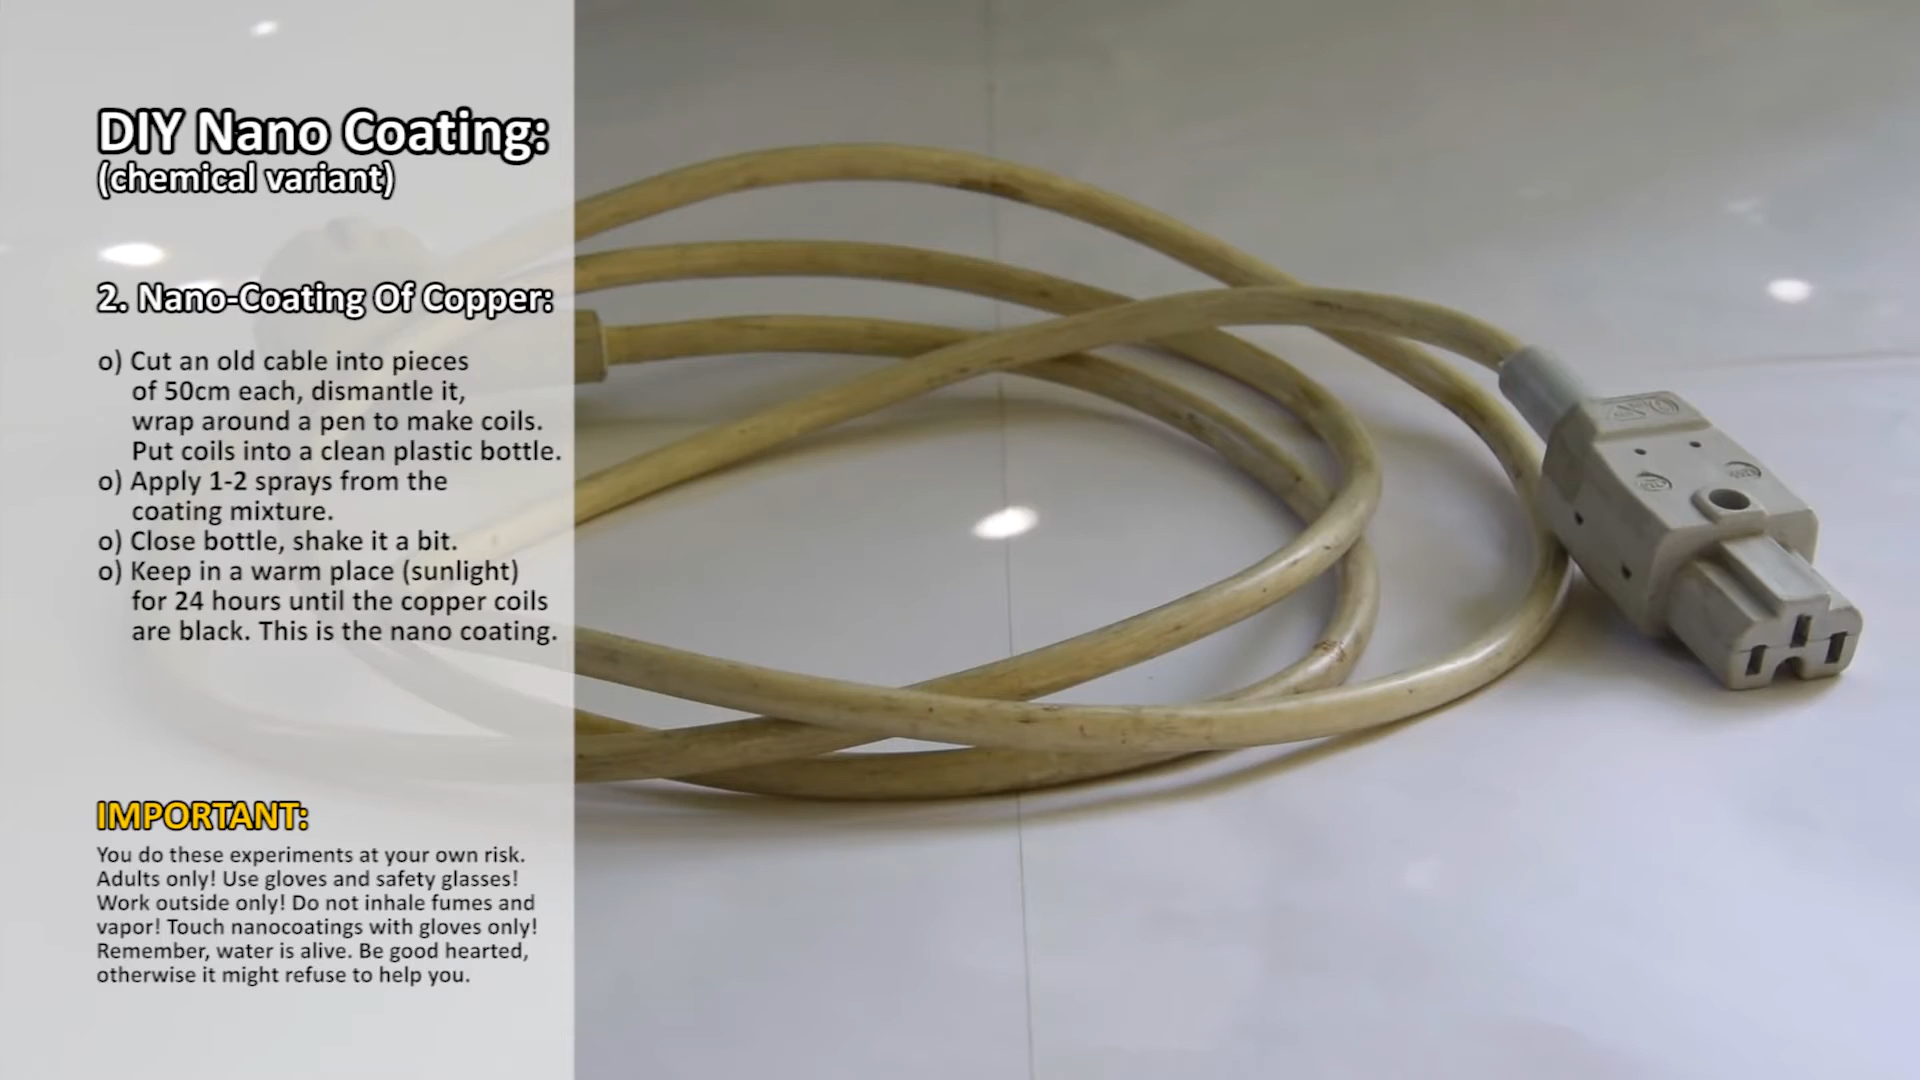 DIY Nano Coating:
(chemical variant)
2. Nano-Coating Of Copper:
o) Cut an old cable into pieces
of 50cm each, dismantle it,
wrap around a pen to make coils.
Put coils into a clean plastic bottle.
o) Apply 1-2 sprays from the
coating mixture.
o) Close bottle, shake it a bit.
o) Keep in a warm place (sunlight)
for 24 hours until the copper coils
are black. This is the nano coating.
IMPORTANT:
You do these experiments at your own risk.
Adults only! Use gloves and safety glasses!
Work outside only! Do not inhale fumes and
vapor! Touch nanocoatings with gloves only!
Remember, water is alive. Be good hearted,
otherwise it might refuse to help you.